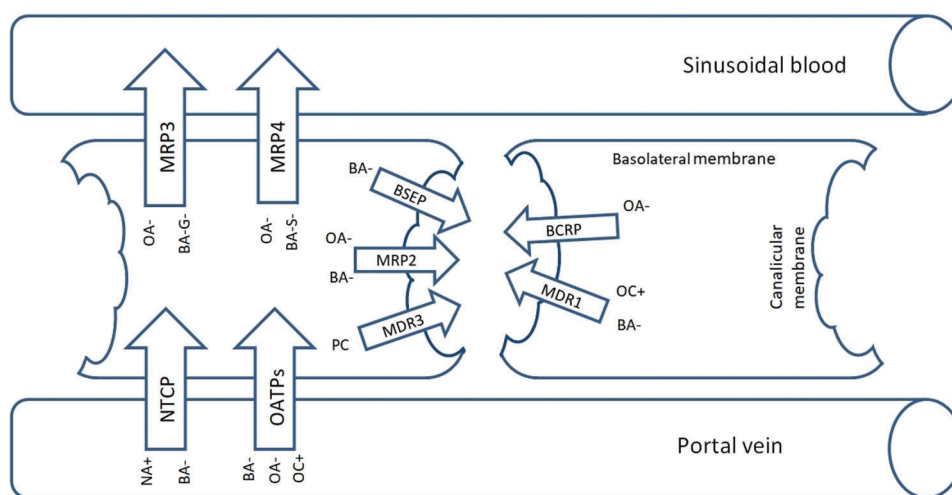 Sinusoidal blood
MRP3
MRP4
OA-
BA-G-
OA-
BA-S-
BA-
BSEP
OA-
MRP2
BA-
MDR3
PC
Basolateral membrane
OA-
BCRP
OC+
MDR1
BA-
Canalicular
membrane
NTCP
OATPs
NA+
BA-
BA-
OA-
OC+
Portal vein